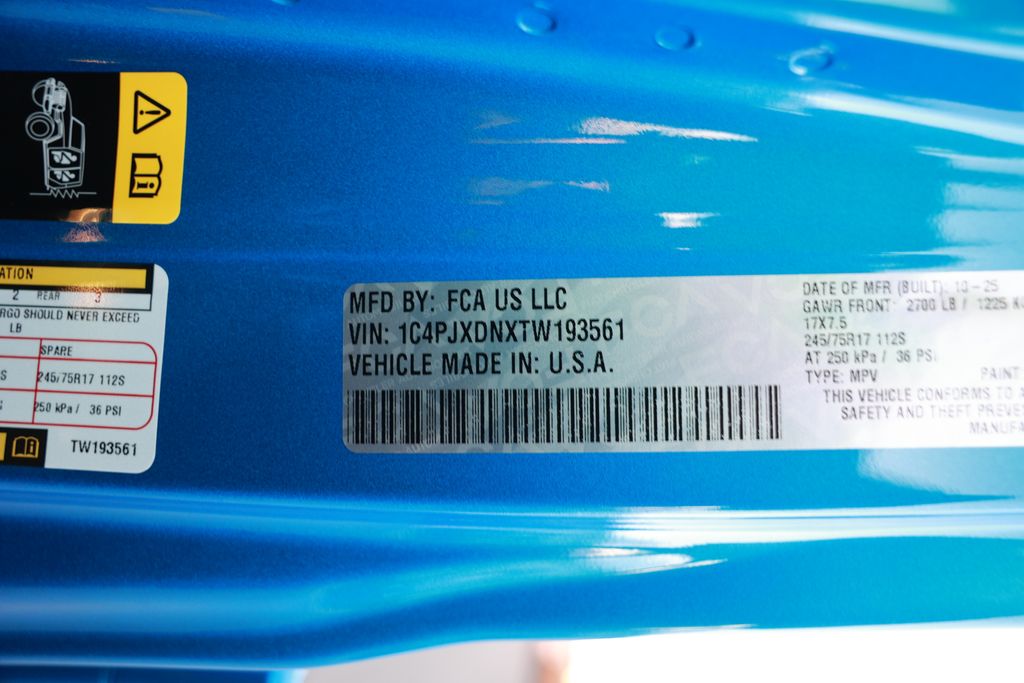 ATION
2 REAR 3
RGO SHOULD NEVER EXCEED
LB
SPARE
S 245/75R17 112S
250 kPa / 36 PSI
TW193561
MFD BY: FCA US LLC
VIN: 1C4PJXDNXTW193561
VEHICLE MADE IN: U.S.A.
DATE OF MFR (BUILT): 10-25
GAWR FRONT: 2700 LB / 1225 K
17X7.5
245/75R17 112S
AT 250 kPa / 36 PSI
TYPE: MPV PAINT:
THIS VEHICLE CONFORMS TO A
SAFETY AND THEFT PREVE
MANUFA